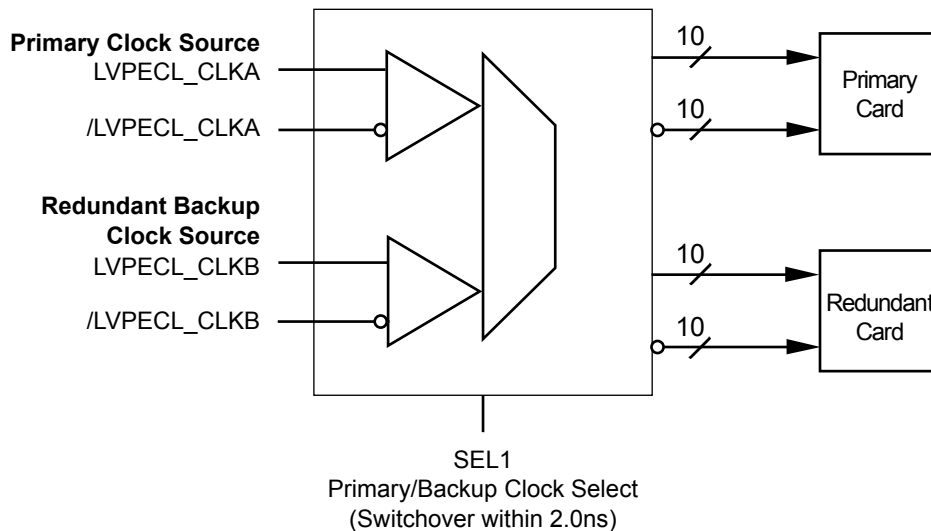 Primary Clock Source
LVPECL_CLKA
/LVPECL_CLKA
Redundant Backup
Clock Source
LVPECL_CLKB
/LVPECL_CLKB
10
10
Primary
Card
10
10
Redundant
Card
SEL1
Primary/Backup Clock Select
(Switchover within 2.0ns)